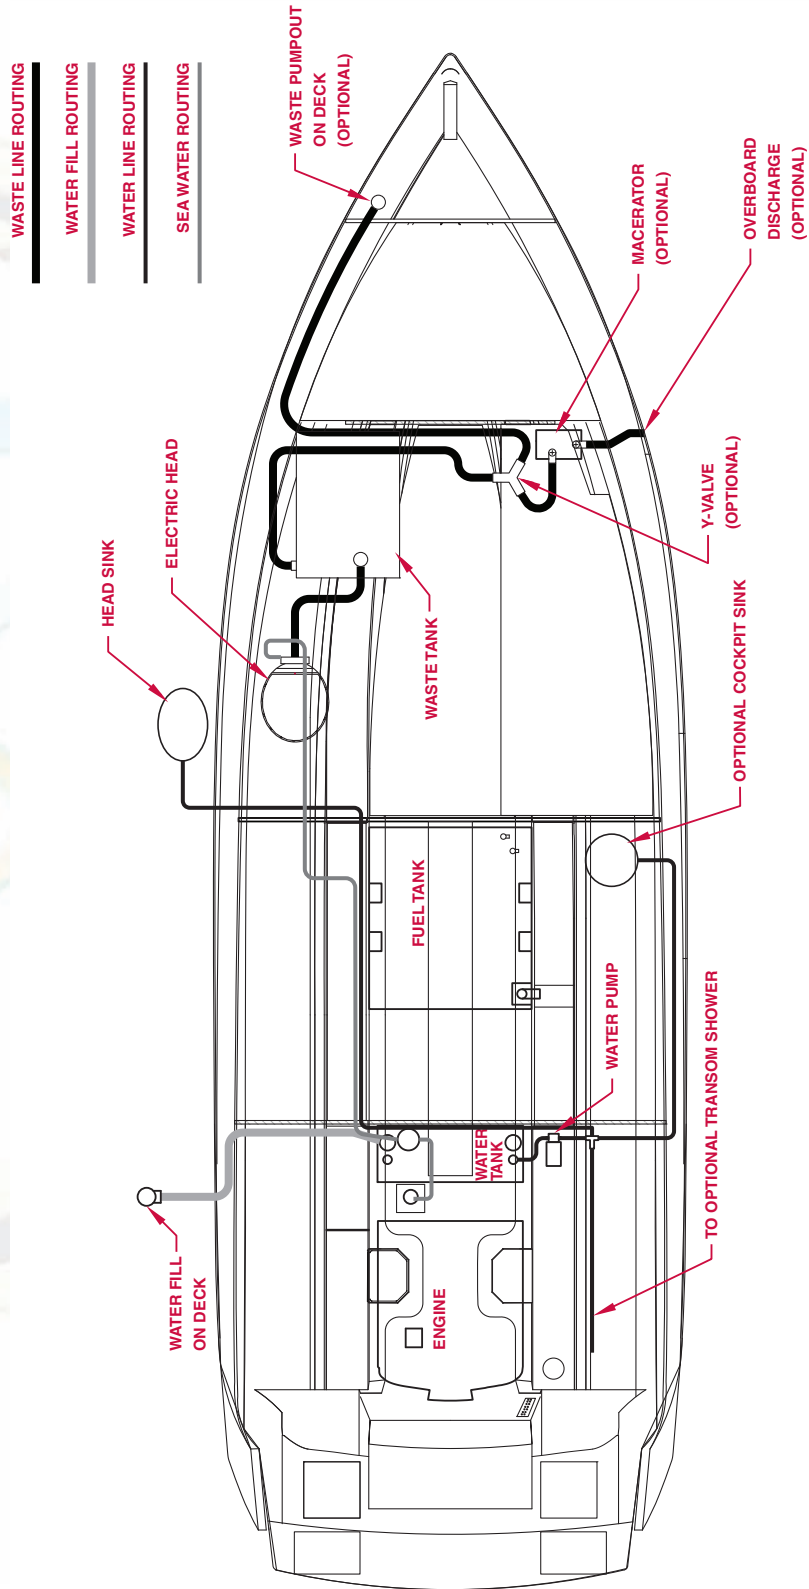 WASTE LINE ROUTING
WATER FILL ROUTING
WATER LINE ROUTING
SEA WATER ROUTING
WASTE PUMPOUT
ON DECK
(OPTIONAL)
MACERATOR
(OPTIONAL)
OVERBOARD
DISCHARGE
(OPTIONAL)
Y-VALVE
(OPTIONAL)
HEAD SINK
ELECTRIC HEAD
WASTE TANK
OPTIONAL COCKPIT SINK
FUEL TANK
WATER PUMP
TO OPTIONAL TRANSOM SHOWER
WATER
TANK
WATER FILL
ON DECK
ENGINE